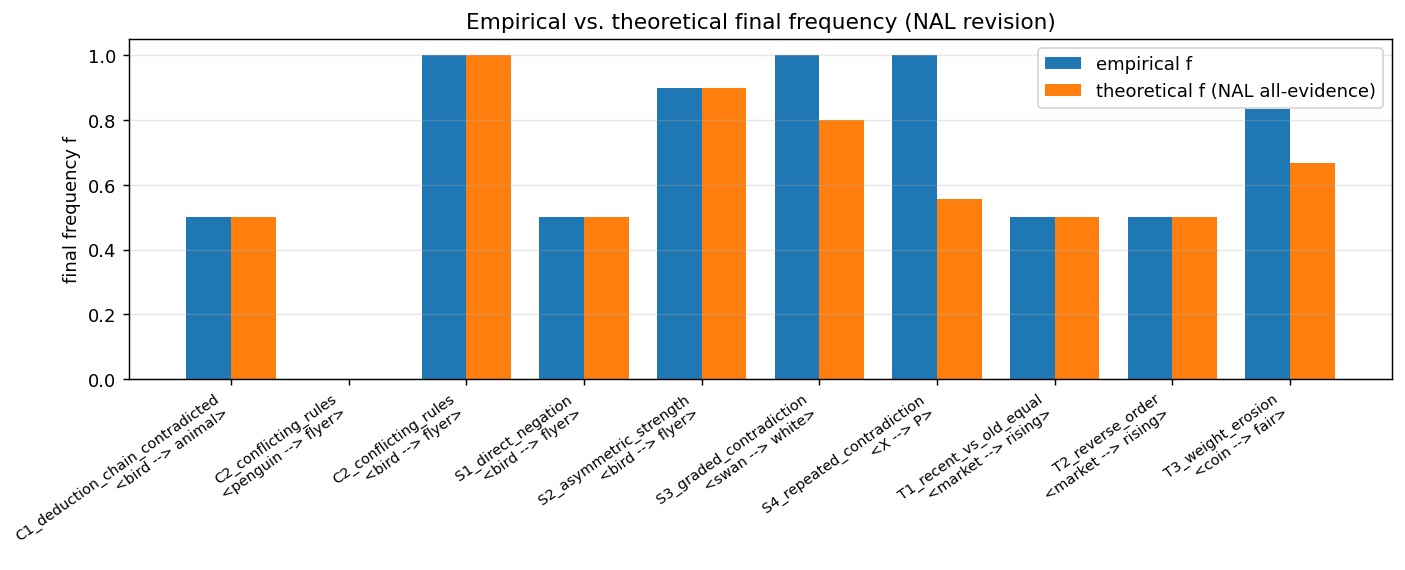 Empirical vs. theoretical final frequency (NAL revision)
final frequency f
1.0
0.8
0.6
0.4
0.2
0.0
empirical f
theoretical f (NAL all-evidence)
C1_deduction_chain_contradicted
<bird --> animal>
C2_conflicting_rules
<penguin --> flyer>
C2_conflicting_rules
<bird --> flyer>
S1_direct_negation
<bird --> flyer>
S2_asymmetric_strength
<bird --> flyer>
S3_graded_contradiction
<swan --> white>
S4_repeated_contradiction
<X --> P>
T1_recent_vs_old_equal
<market --> rising>
T2_reverse_order
<market --> rising>
T3_weight_erosion
<coin --> fair>